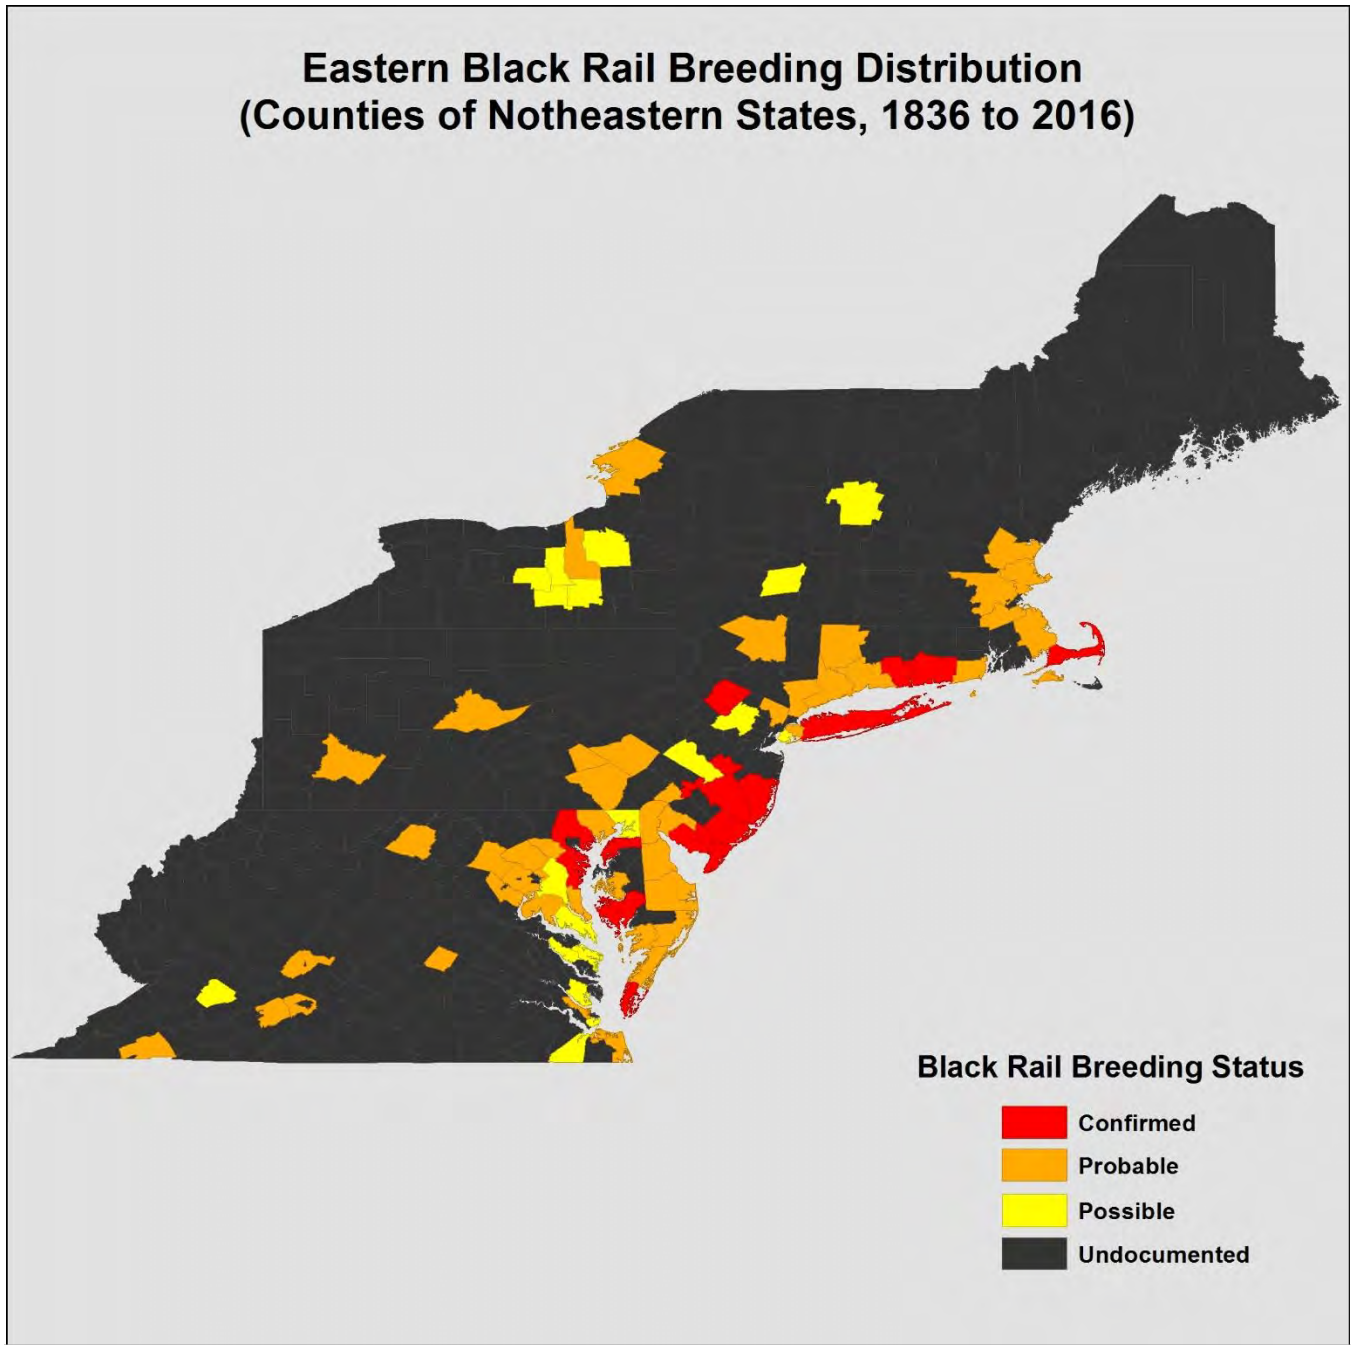 Eastern Black Rail Breeding Distribution
(Counties of Notheastern States, 1836 to 2016)
Black Rail Breeding Status
Confirmed
Probable
Possible
Undocumented